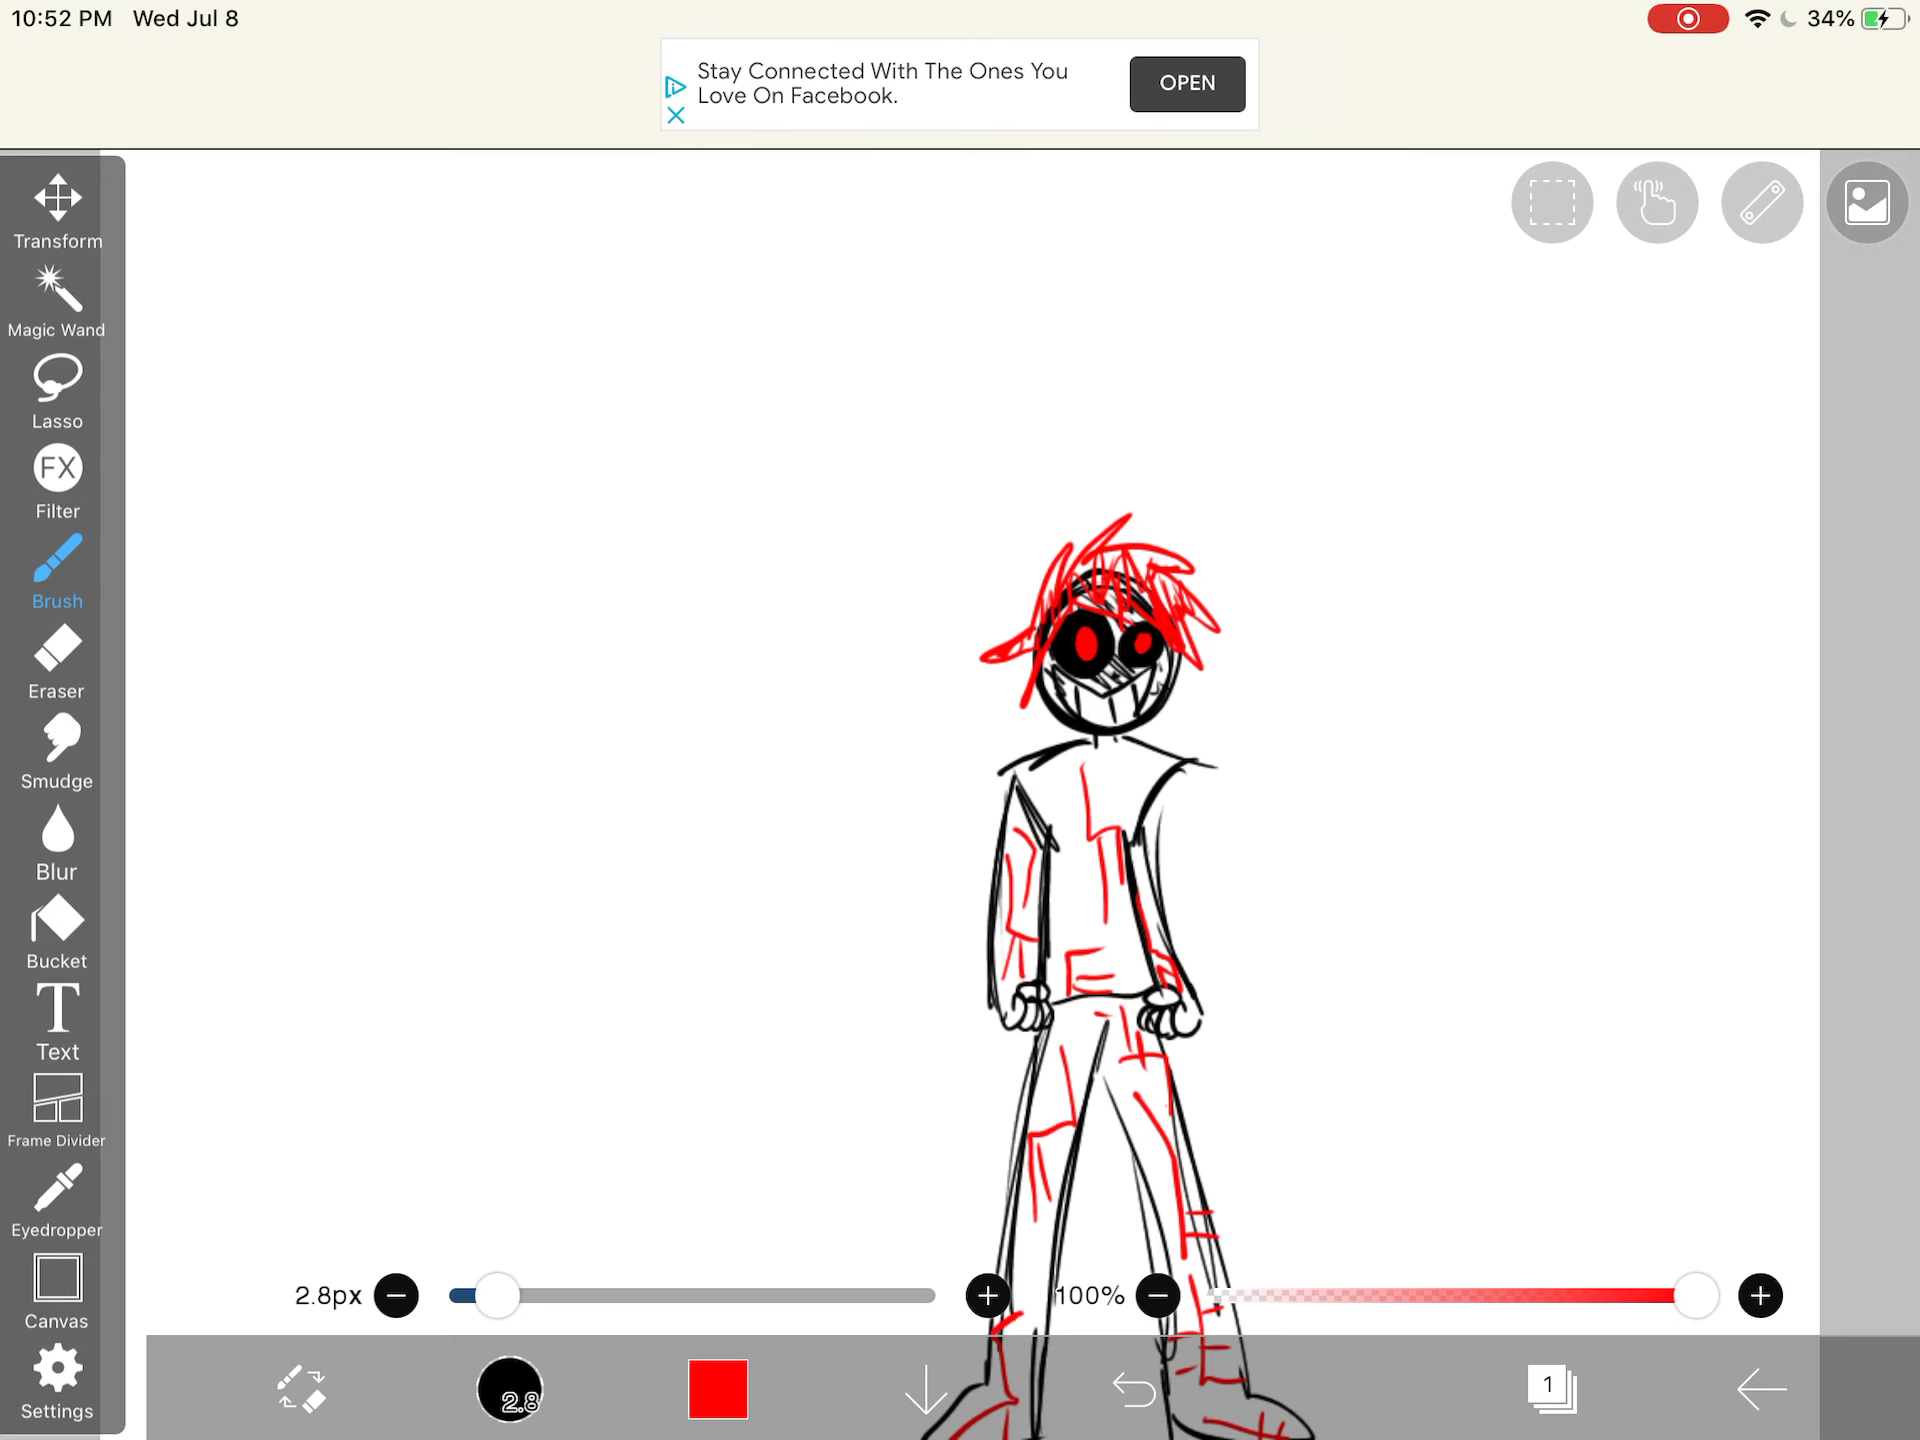 10:52 PM Wed Jul 8
34%
Stay Connected With The Ones You
Love On Facebook.
OPEN
Transform
Magic Wand
Lasso
FX
Filter
Brush
Eraser
Smudge
Blur
Bucket
T
Text
Frame Divider
Eyedropper
Canvas
Settings
2.8px
100%
2.8
1